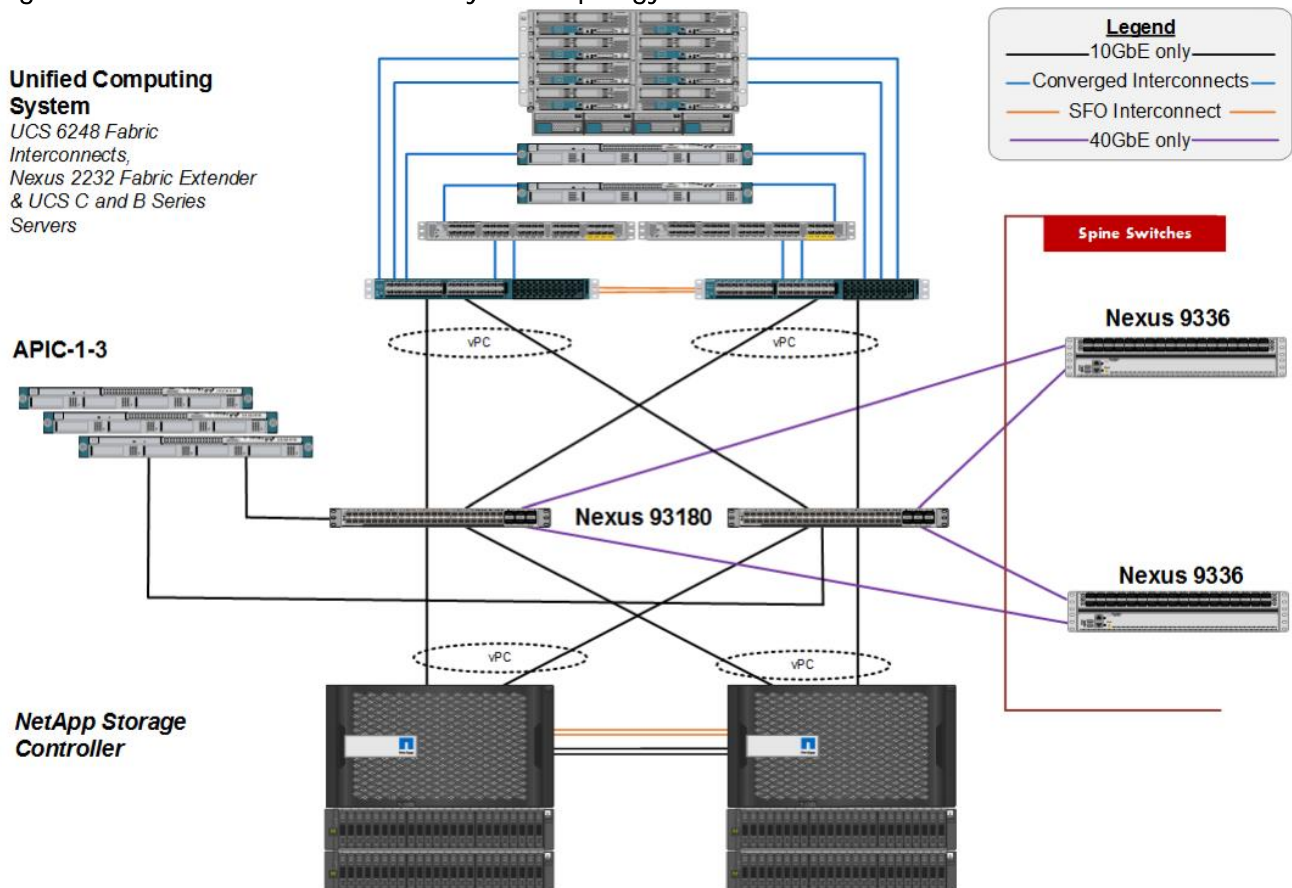 Legend
10GbE only
Converged Interconnects
SFO Interconnect
40GbE only
Unified Computing
System
UCS 6248 Fabric
Interconnects,
Nexus 2232 Fabric Extender
& UCS C and B Series
Servers
Spine Switches
Nexus 9336
vPC
vPC
APIC-1-3
Nexus 93180
Nexus 9336
vPC
vPC
NetApp Storage
Controller